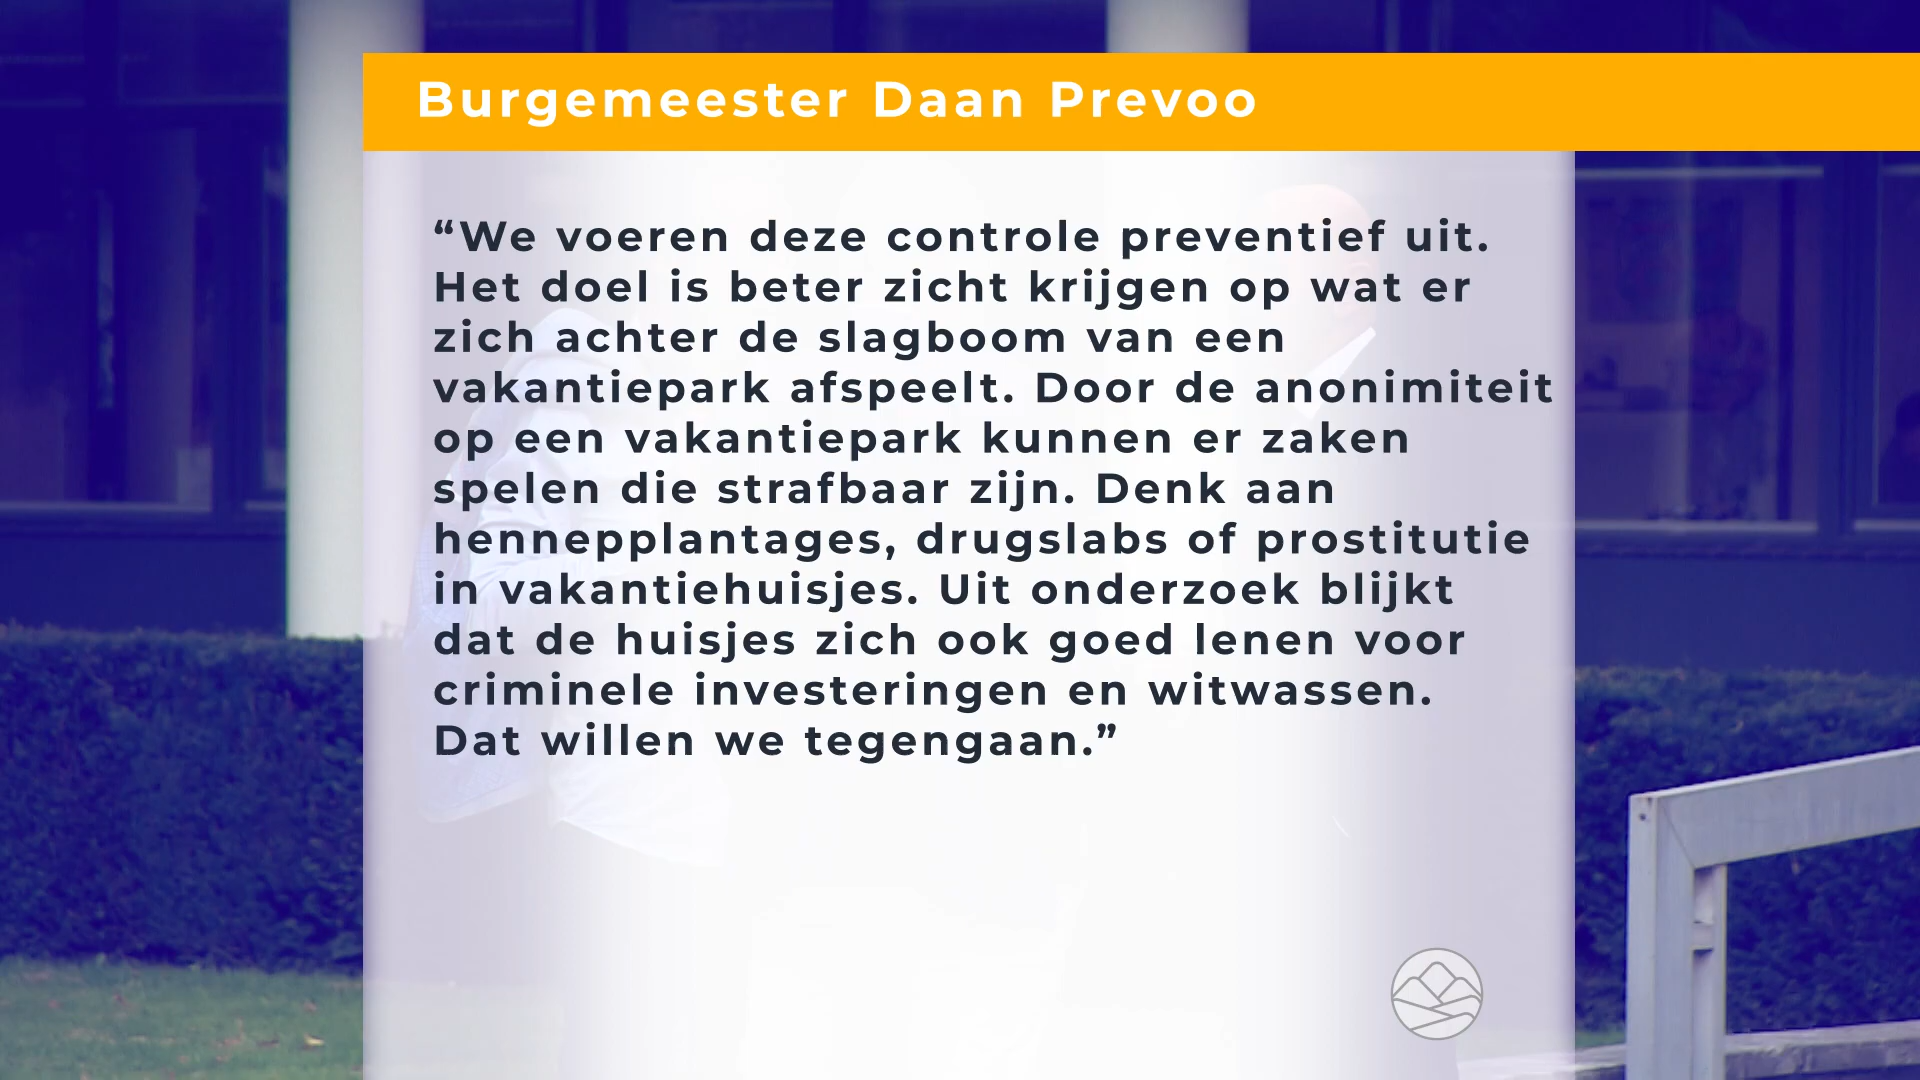 Burgemeester Daan Prevoo
“We voeren deze controle preventief uit.
Het doel is beter zicht krijgen op wat er
zich achter de slagboom van een
vakantiepark afspeelt. Door de anonimiteit
op een vakantiepark kunnen er zaken
spelen die strafbaar zijn. Denk aan
hennepplantages, drugslabs of prostitutie
in vakantiehuisjes. Uit onderzoek blijkt
dat de huisjes zich ook goed lenen voor
criminele investeringen en witwassen.
Dat willen we tegengaan.”